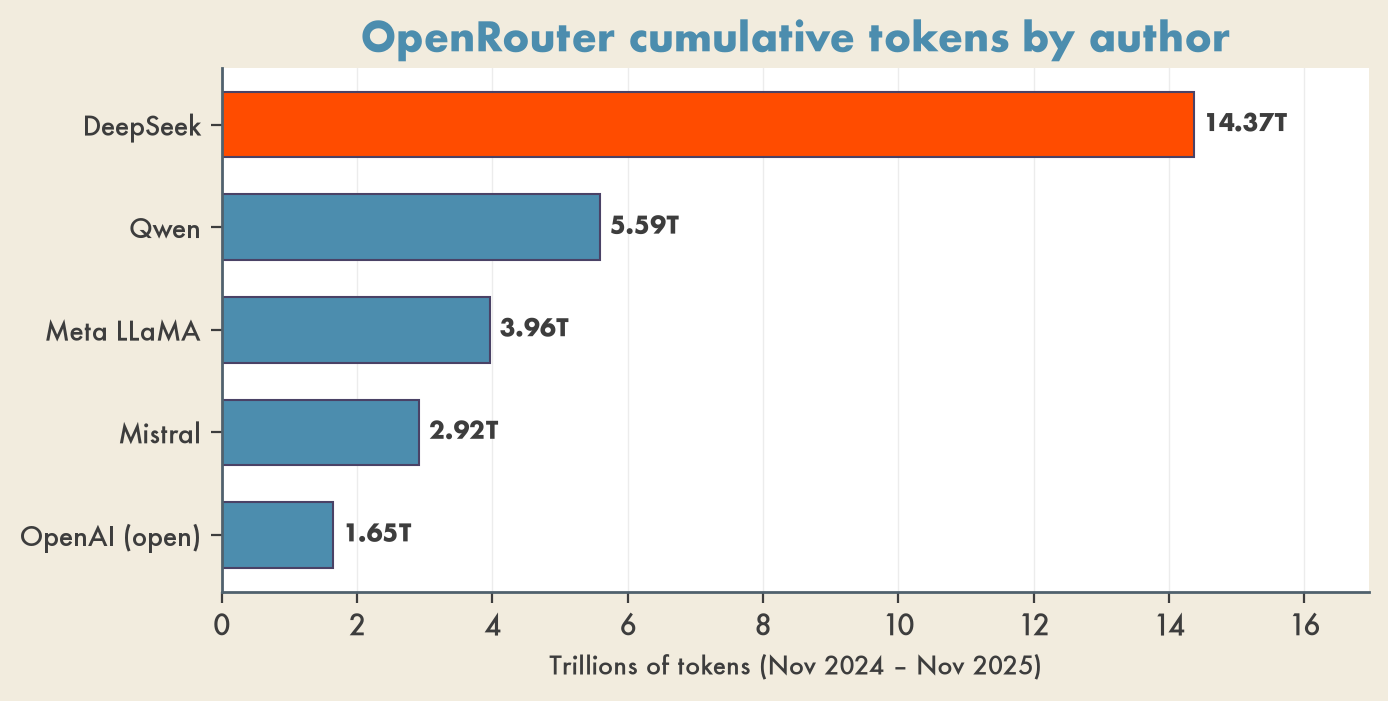 OpenRouter cumulative tokens by author
DeepSeek
14.37T
Qwen
5.59T
Meta LLaMA
3.96T
Mistral
2.92T
OpenAI (open)
1.65T
0 2 4 6 8 10 12 14 16
Trillions of tokens (Nov 2024 – Nov 2025)